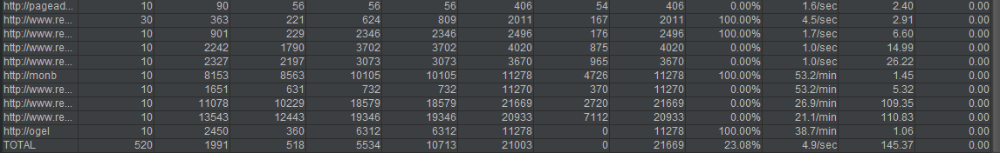 http://pagead... 10 90 56 56 56 406 54 406 0.00% 1.6/sec 2.40 0.00
http://www.re... 30 363 221 624 809 2011 167 2011 100.00% 4.5/sec 2.91 0.00
http://www.re... 10 901 229 2346 2346 2496 176 2496 100.00% 1.7/sec 6.60 0.00
http://www.re... 10 2242 1790 3702 3702 4020 875 4020 0.00% 1.0/sec 14.99 0.00
http://www.re... 10 2327 2197 3073 3073 3670 965 3670 0.00% 1.0/sec 26.22 0.00
http://monb 10 8153 8563 10105 10105 11278 4726 11278 100.00% 53.2/min 1.45 0.00
http://www.re... 10 1651 631 732 732 11270 370 11270 0.00% 53.2/min 5.32 0.00
http://www.re... 10 11078 10229 18579 18579 21669 2720 21669 0.00% 26.9/min 109.35 0.00
http://www.re... 10 13543 12443 19346 19346 20933 7112 20933 0.00% 21.1/min 110.83 0.00
http://ogel 10 2450 360 6312 6312 11278 0 11278 100.00% 38.7/min 1.06 0.00
TOTAL 520 1991 518 5534 10713 21003 0 21669 23.08% 4.9/sec 145.37 0.00